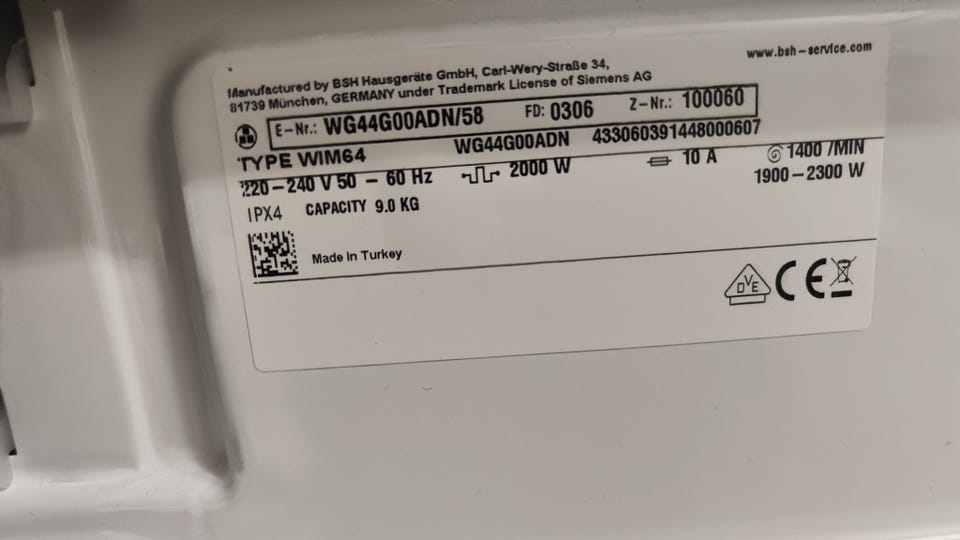 www.bsh-service.com
Manufactured by BSH Hausgeräte GmbH, Carl-Wery-Straße 34,
81739 München, GERMANY under Trademark License of Siemens AG
E-Nr.: WG44G00ADN/58 FD: 0306 Z-Nr.: 100060
TYPE WIM64 WG44G00ADN 433060391448000607
220-240 V 50 - 60 Hz 2000 W 10 A 1400 /MIN
1900-2300 W
IPX4 CAPACITY 9.0 KG
Made in Turkey
DVE CE